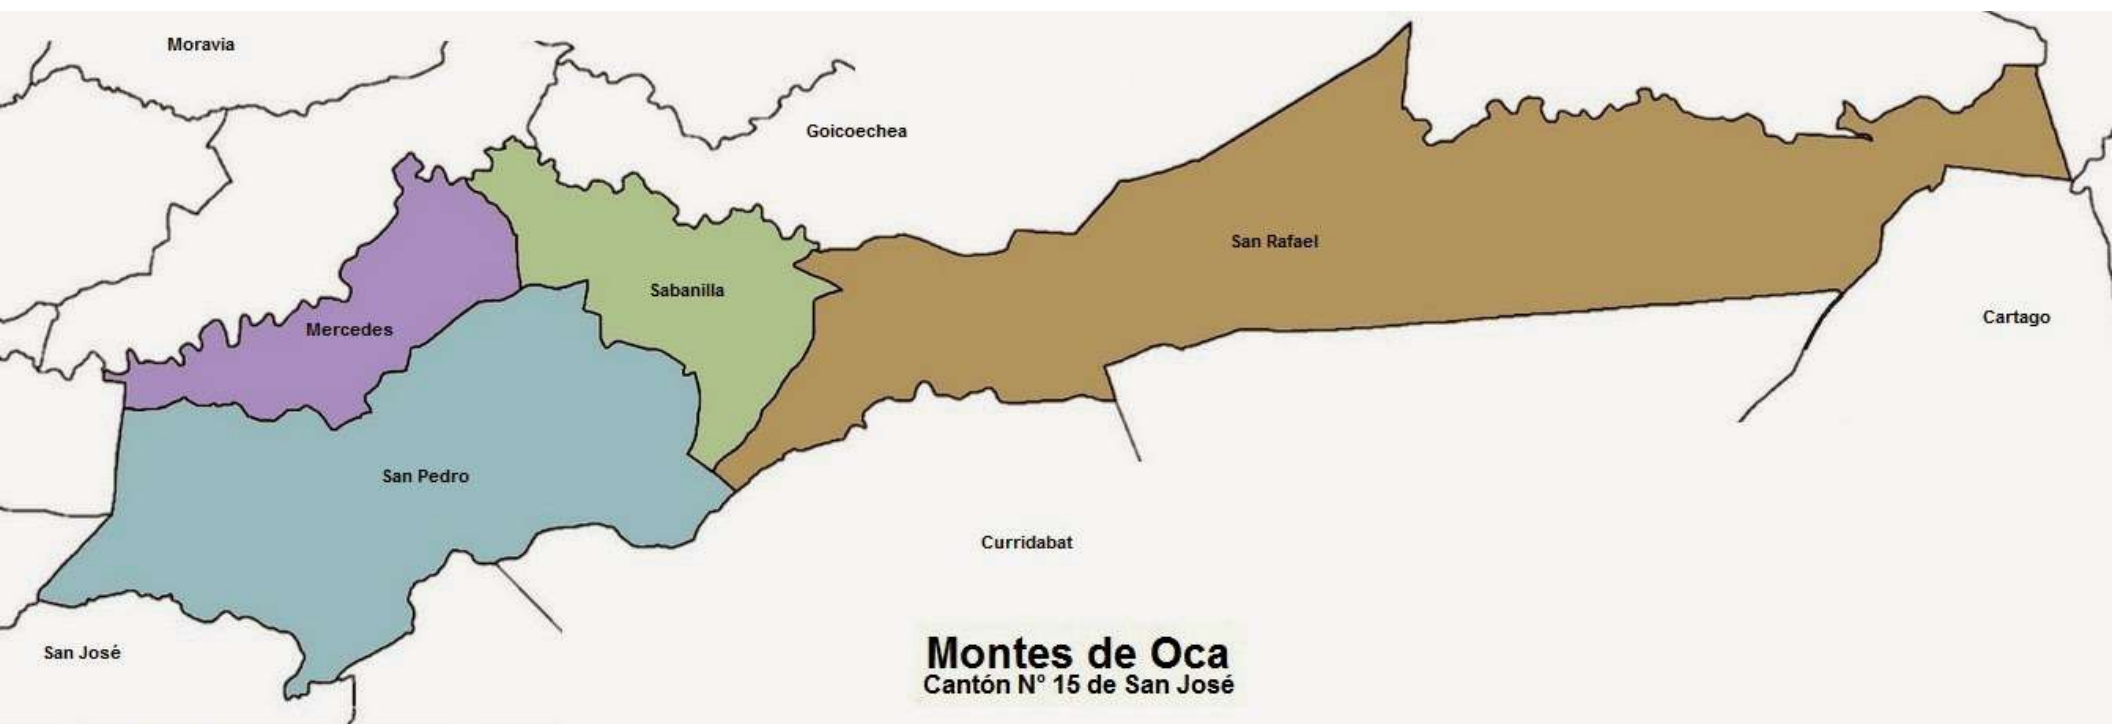 Moravia
Goicoechea
San Rafael
Sabanilla
Cartago
Mercedes
San Pedro
Curridabat
San José
Montes de Oca
Cantón N° 15 de San José